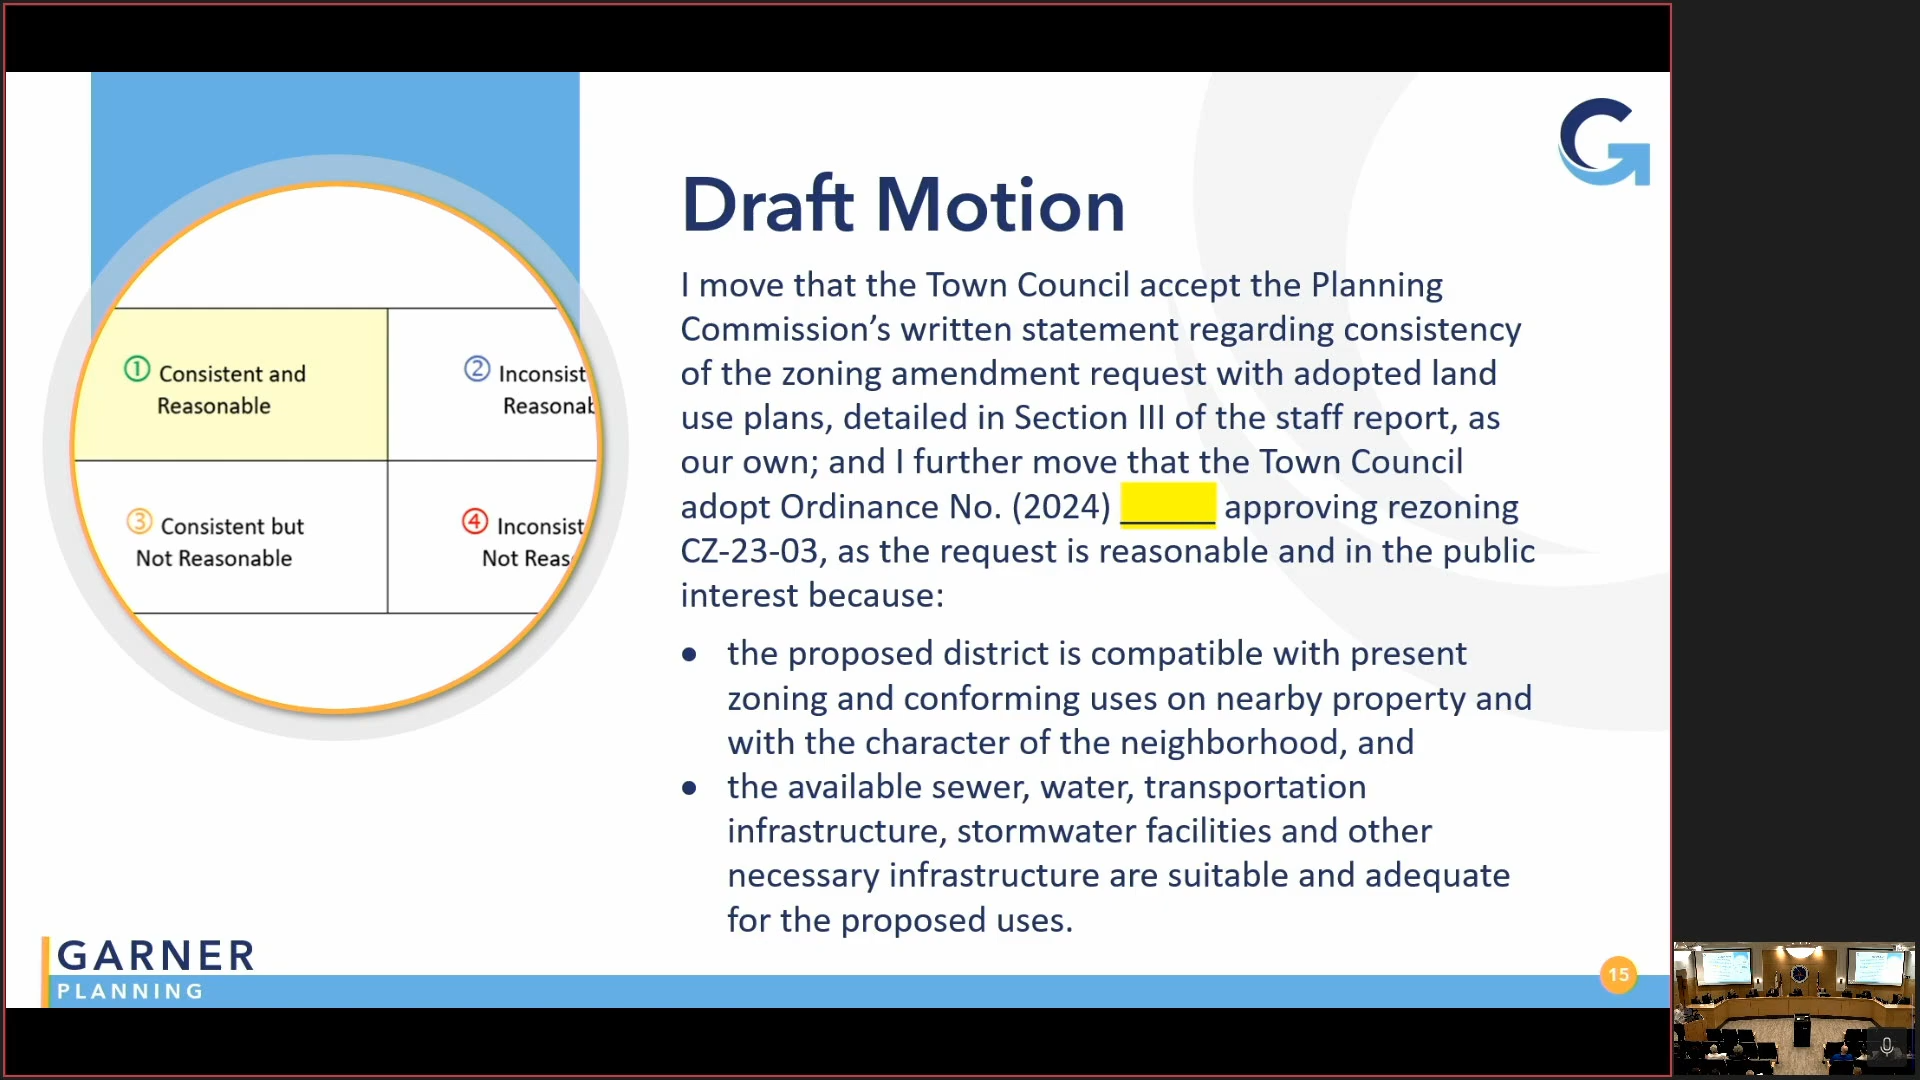 Draft Motion
I move that the Town Council accept the Planning
Commission’s written statement regarding consistency
of the zoning amendment request with adopted land
use plans, detailed in Section III of the staff report, as
our own; and I further move that the Town Council
adopt Ordinance No. (2024) _____ approving rezoning
CZ-23-03, as the request is reasonable and in the public
interest because:
• the proposed district is compatible with present
zoning and conforming uses on nearby property and
with the character of the neighborhood, and
• the available sewer, water, transportation
infrastructure, stormwater facilities and other
necessary infrastructure are suitable and adequate
for the proposed uses.
① Consistent and
Reasonable
② Inconsist
Reasonab
③ Consistent but
Not Reasonable
④ Inconsist
Not Reas
GARNER
PLANNING
15